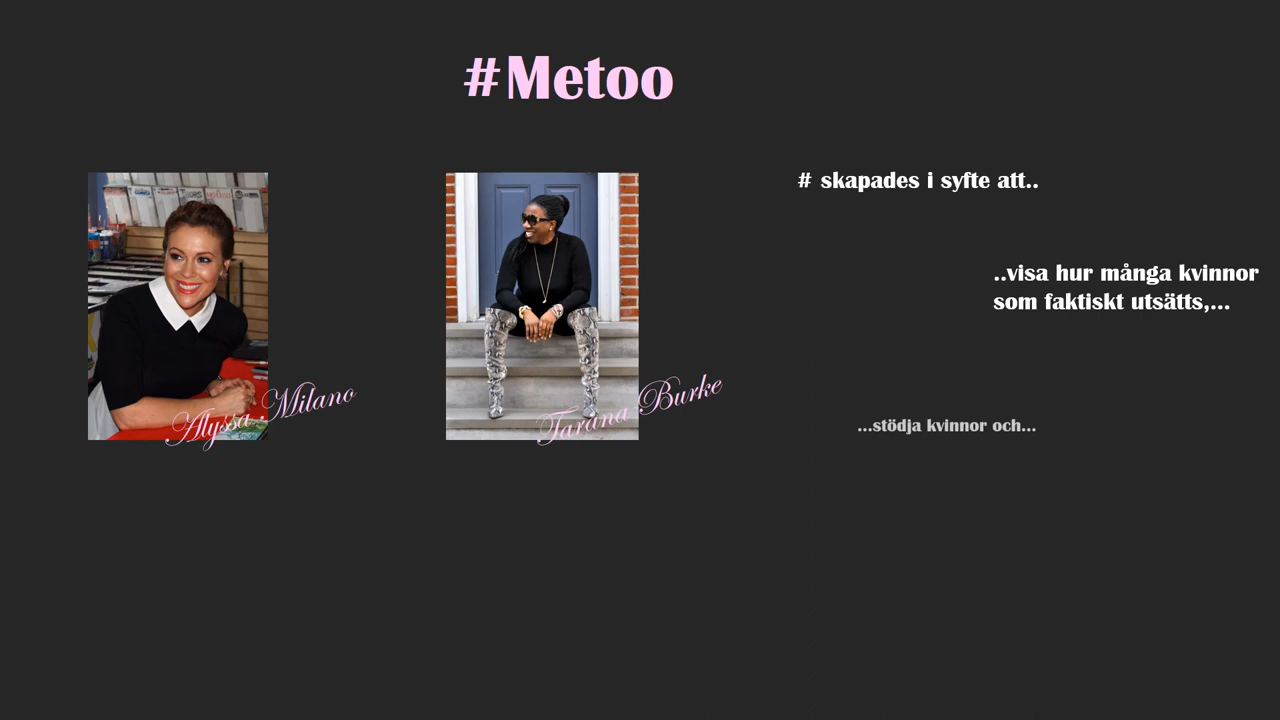 #Metoo
# skapades i syfte att..
..visa hur många kvinnor
som faktiskt utsätts,...
Alyssa Milano
Tarana Burke
...stödja kvinnor och...